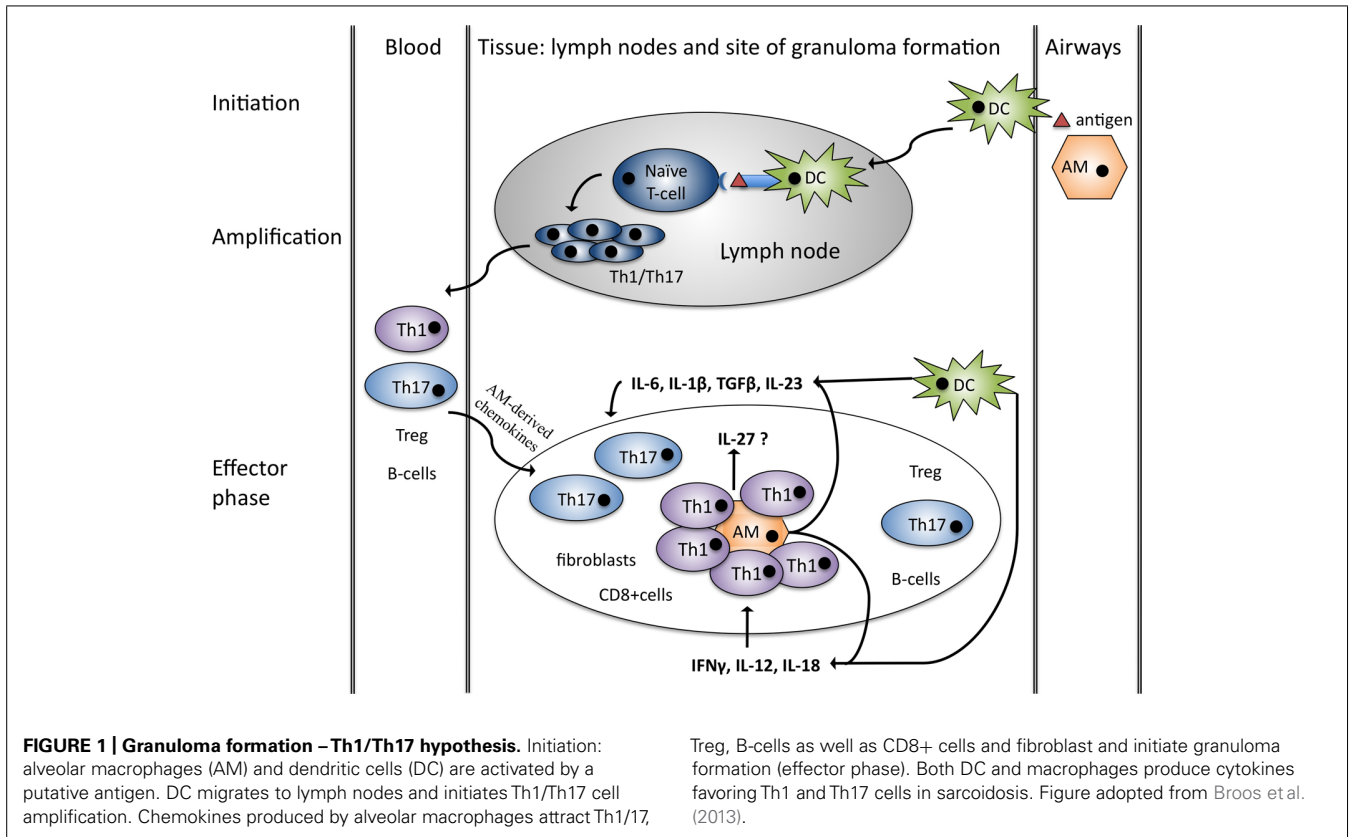 Blood
Tissue: lymph nodes and site of granuloma formation
Airways
Initiation
DC
antigen
AM
Naïve
T-cell
DC
Amplification
Lymph node
Th1/Th17
Th1
Th17
Treg
B-cells
AM-derived
chemokines
IL-6, IL-1β, TGFβ, IL-23
DC
Effector
phase
IL-27 ?
Th17
Th17
Th1
Th1
AM
Th1
Th1
Th1
Treg
Th17
B-cells
fibroblasts
CD8+cells
IFNγ, IL-12, IL-18
FIGURE 1 | Granuloma formation – Th1/Th17 hypothesis. Initiation:
alveolar macrophages (AM) and dendritic cells (DC) are activated by a
putative antigen. DC migrates to lymph nodes and initiates Th1/Th17 cell
amplification. Chemokines produced by alveolar macrophages attract Th1/17,
Treg, B-cells as well as CD8+ cells and fibroblast and initiate granuloma
formation (effector phase). Both DC and macrophages produce cytokines
favoring Th1 and Th17 cells in sarcoidosis. Figure adopted from Broos et al.
(2013).